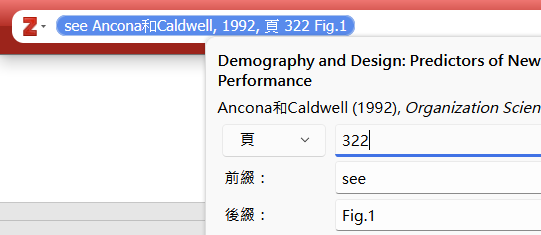 Z
see Ancona和Caldwell, 1992, 頁 322 Fig.1
Demography and Design: Predictors of New
Performance
Ancona和Caldwell (1992), Organization Scien
頁 322
前綴： see
後綴： Fig.1